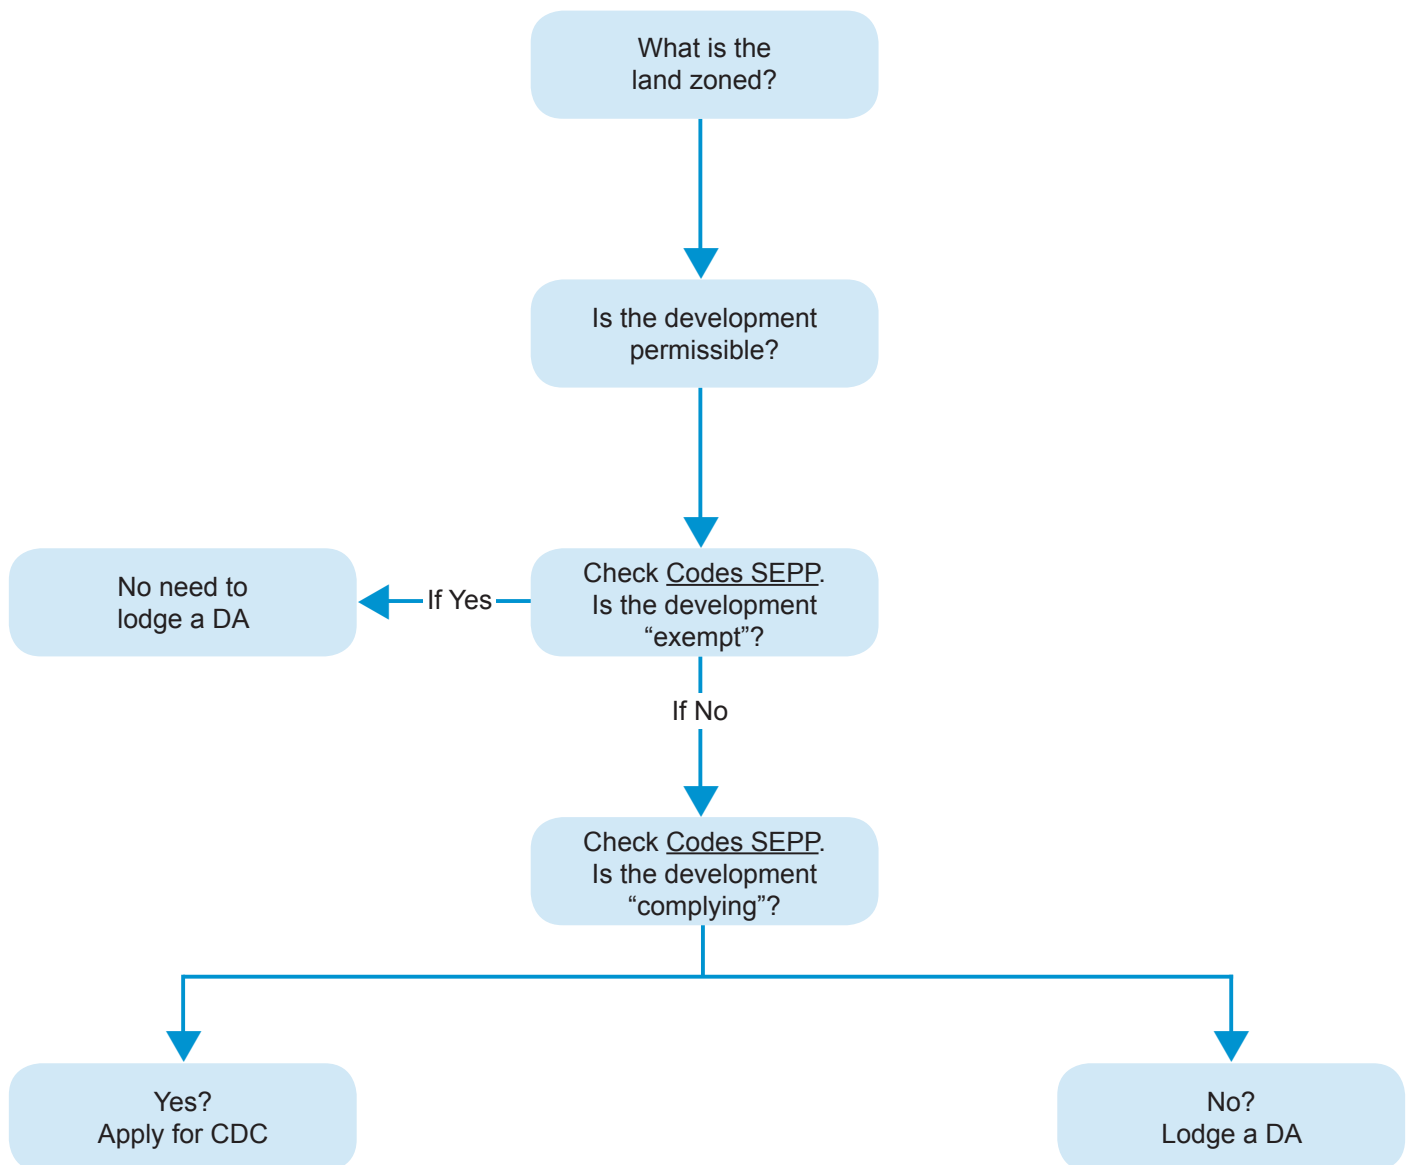 What is the
land zoned?
Is the development
permissible?
No need to
lodge a DA
If Yes
Check Codes SEPP.
Is the development
“exempt”?
If No
Check Codes SEPP.
Is the development
“complying”?
Yes?
Apply for CDC
No?
Lodge a DA